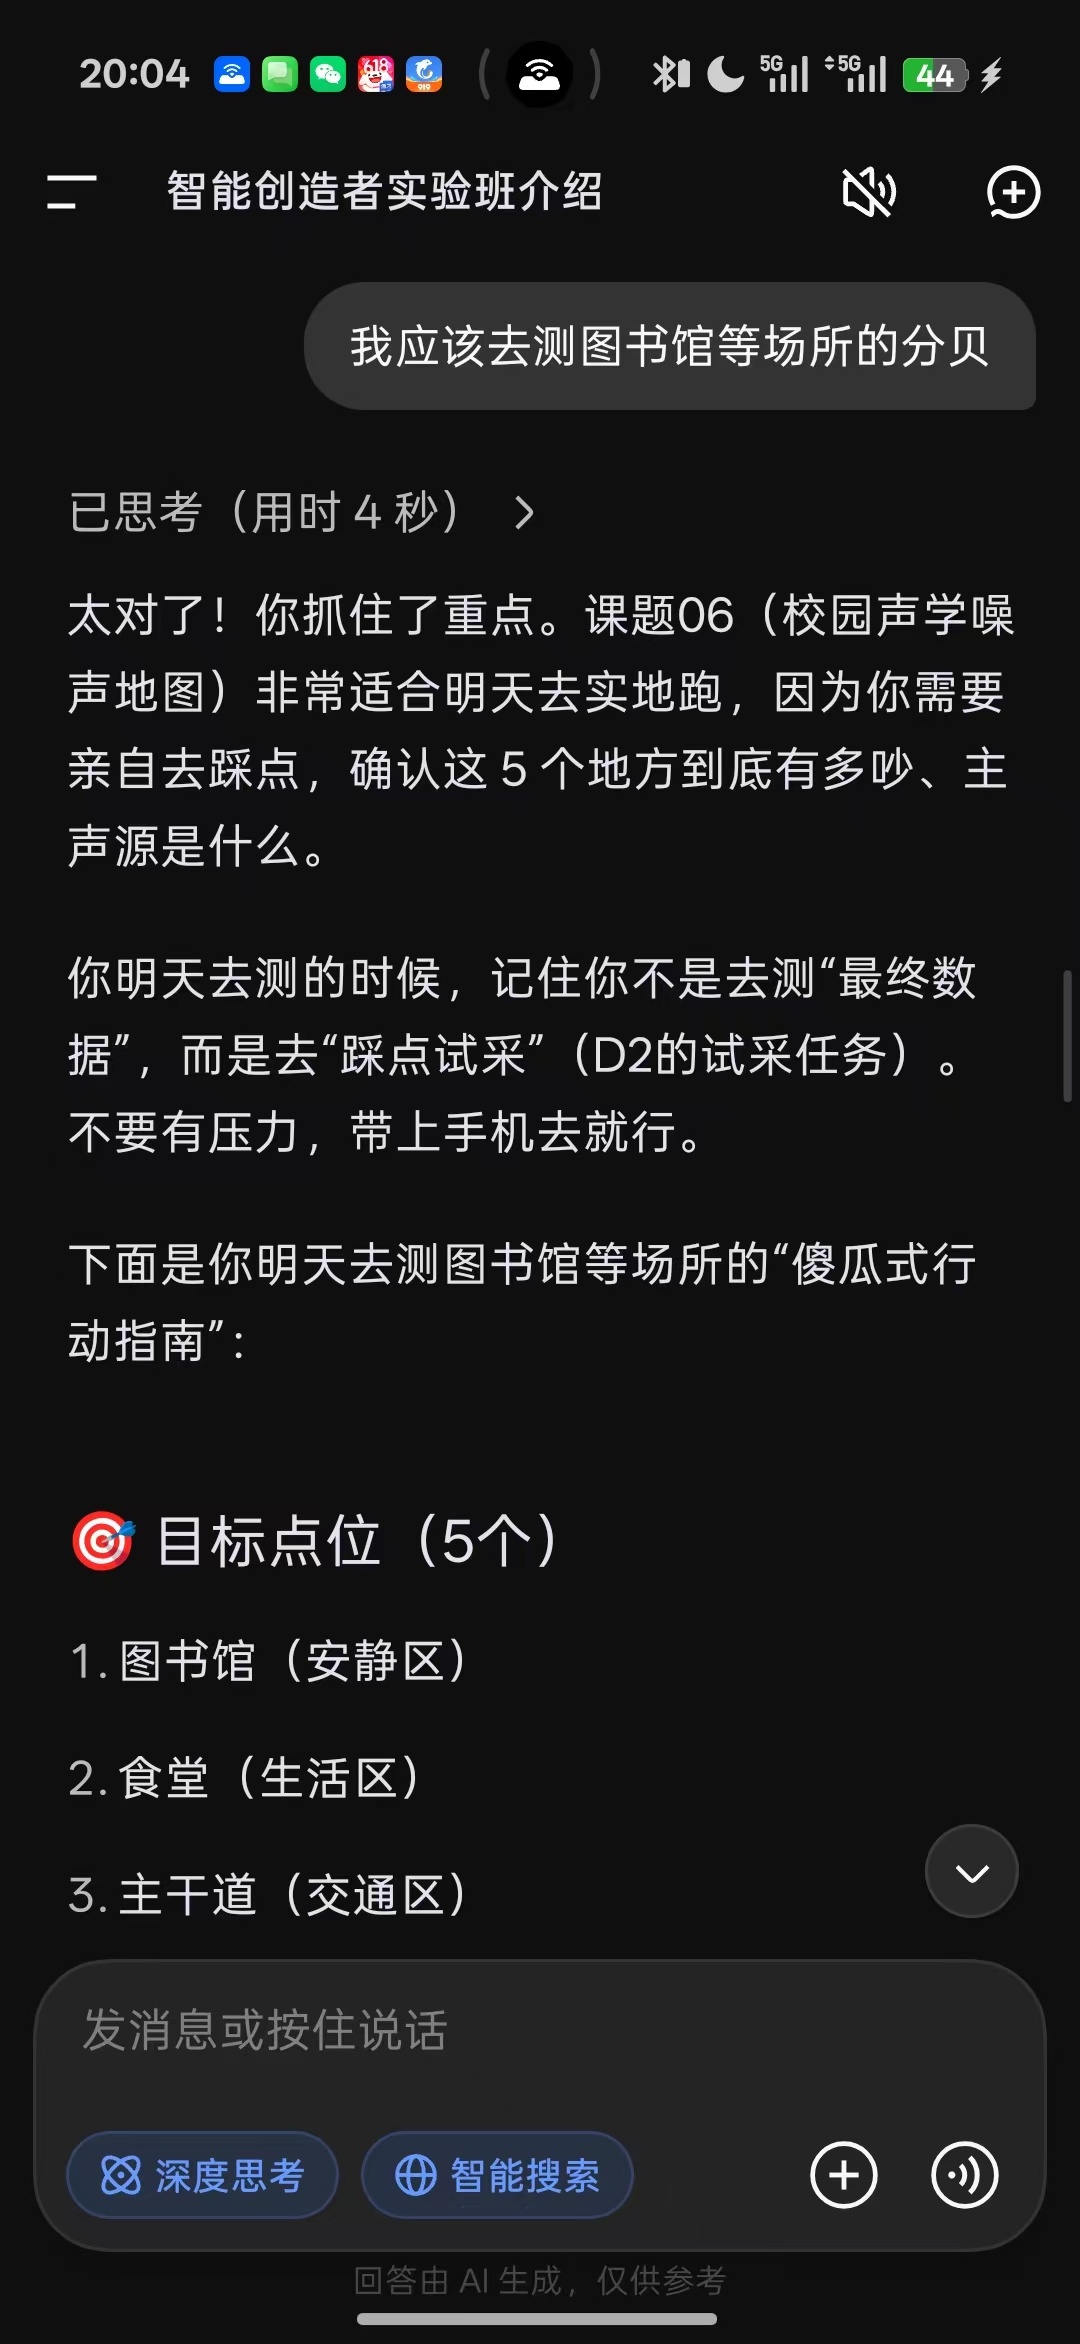 20:04
618
919
5G
5G
44
智能创造者实验班介绍
我应该去测图书馆等场所的分贝
已思考（用时 4 秒）
太对了！你抓住了重点。课题06（校园声学噪
声地图）非常适合明天去实地跑，因为你需要
亲自去踩点，确认这 5 个地方到底有多吵、主
声源是什么。
你明天去测的时候，记住你不是去测“最终数
据”，而是去“踩点试采”（D2的试采任务）。
不要有压力，带上手机去就行。
下面是你明天去测图书馆等场所的“傻瓜式行
动指南”：
目标点位（5个）
1. 图书馆（安静区）
2. 食堂（生活区）
3. 主干道（交通区）
发消息或按住说话
深度思考
智能搜索
回答由 AI 生成，仅供参考